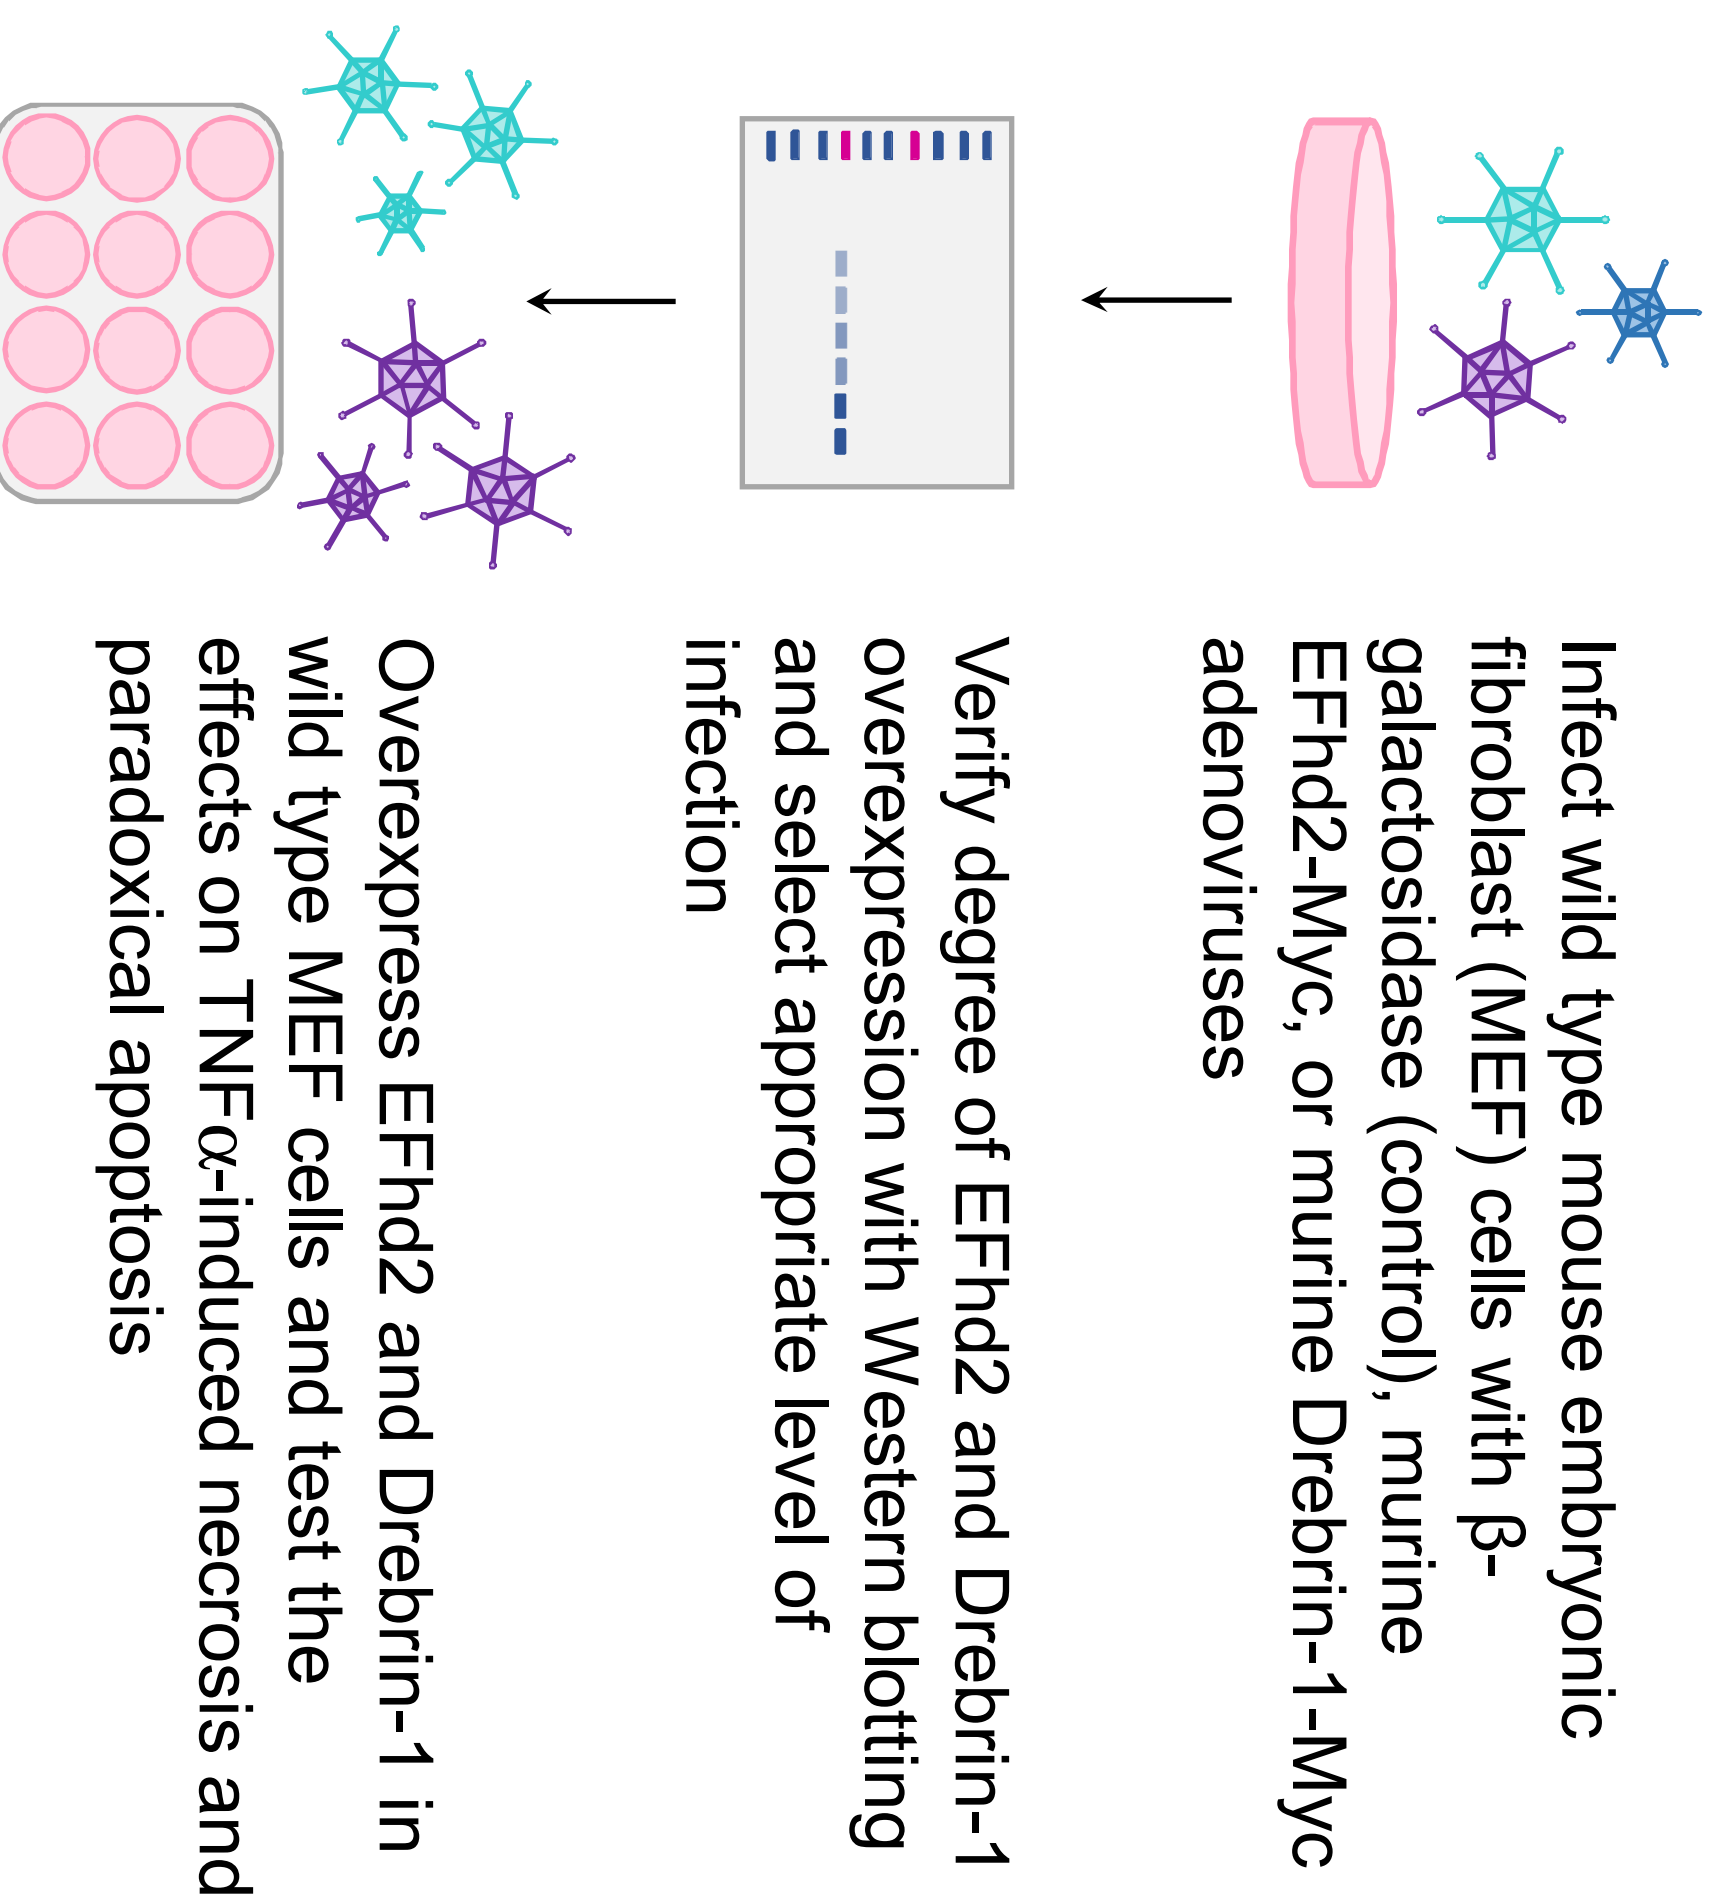 Infect wild type mouse embryonic
fibroblast (MEF) cells with β-
galactosidase (control), murine
EFhd2-Myc, or murine Drebrin-1-Myc
adenoviruses
Verify degree of EFhd2 and Drebrin-1
overexpression with Western blotting
and select appropriate level of
infection
Overexpress EFhd2 and Drebrin-1 in
wild type MEF cells and test the
effects on TNFα-induced necrosis and
paradoxical apoptosis